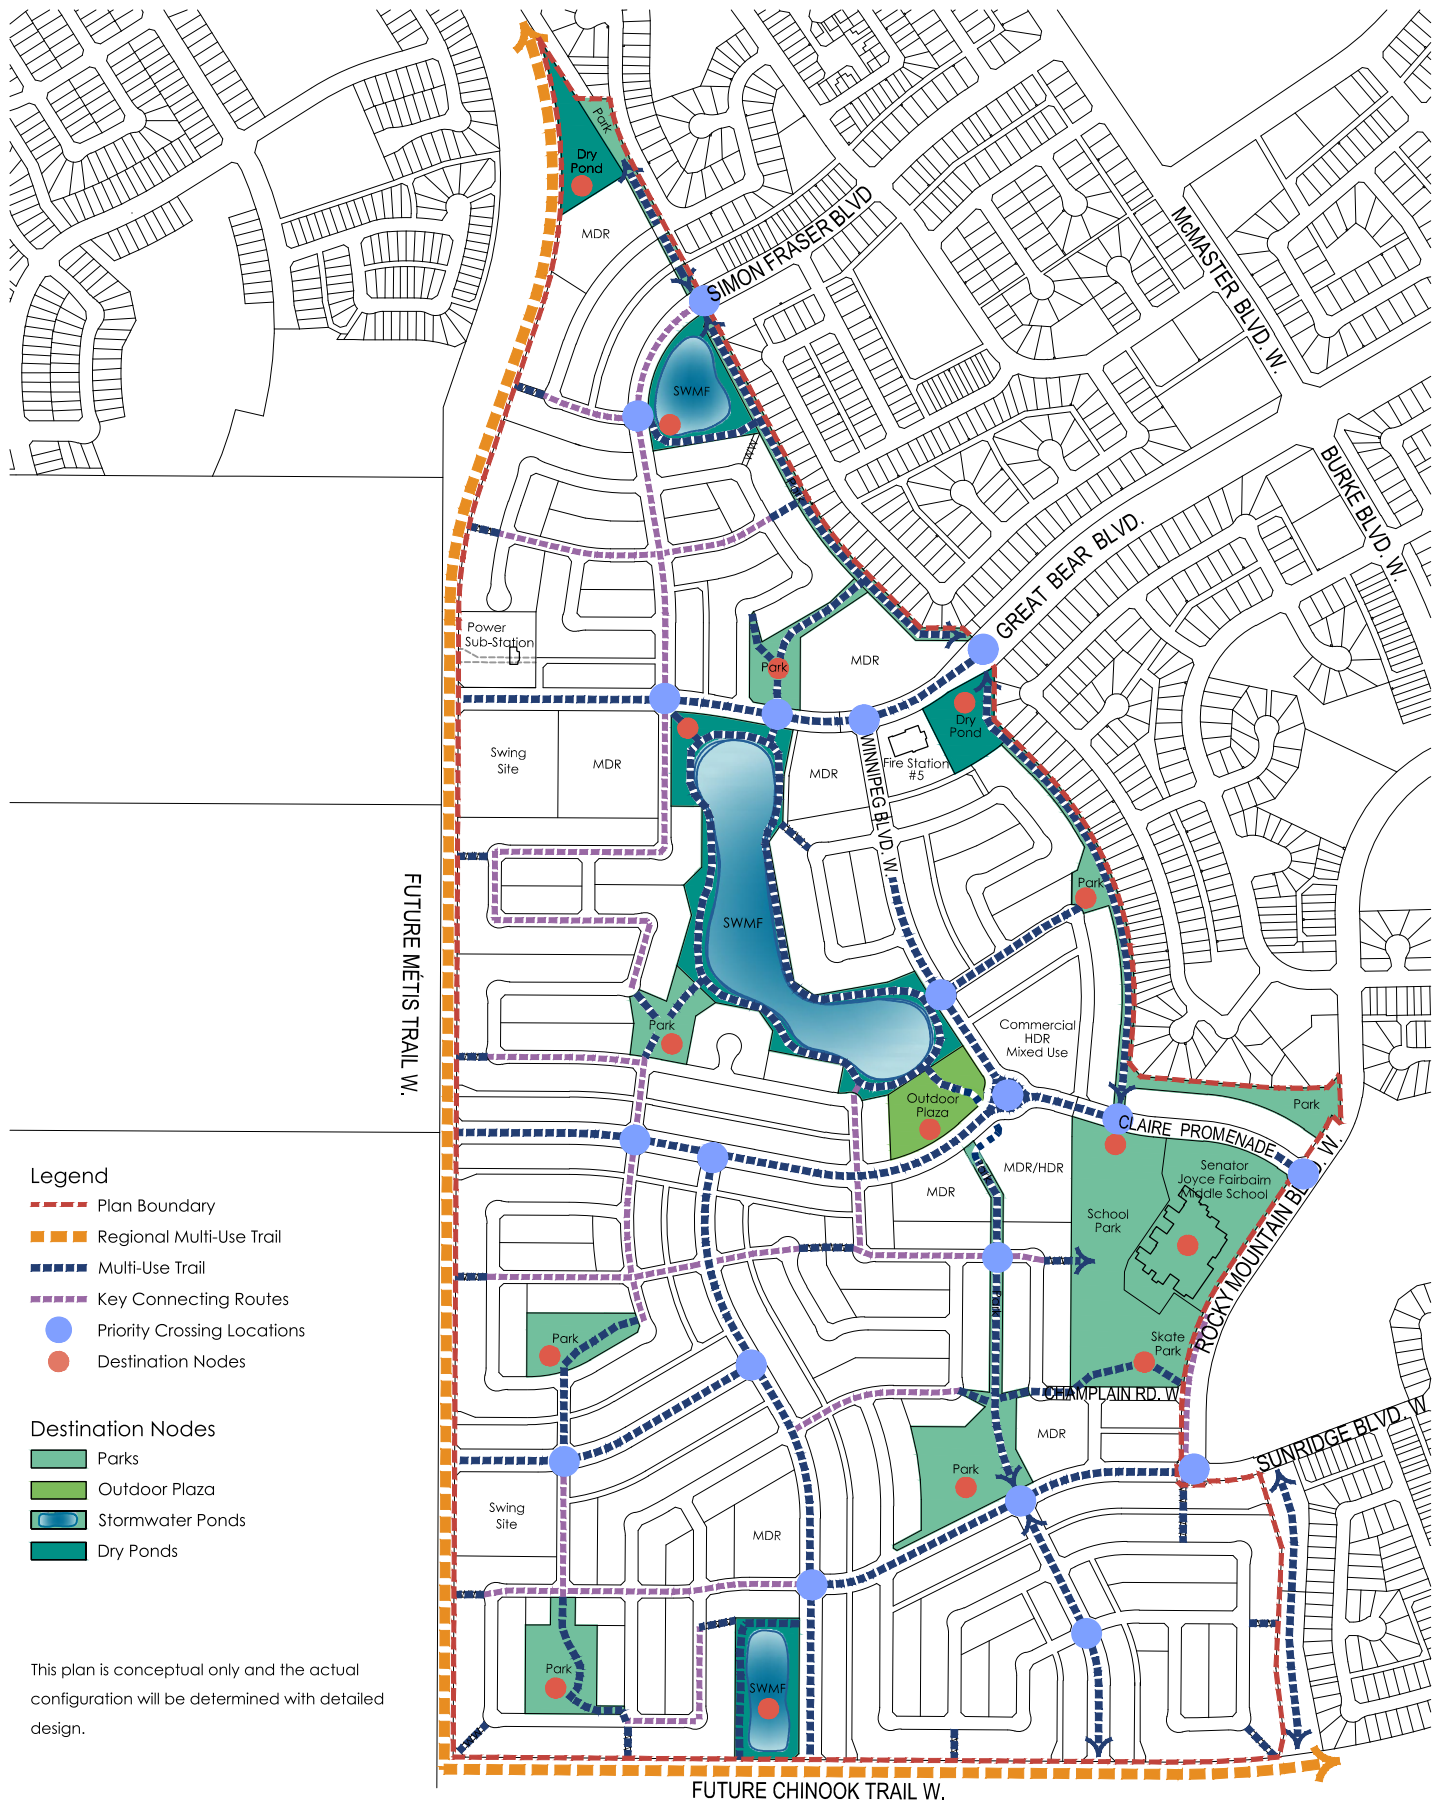 Park
Dry
Pond
MDR
SIMON FRASER BLVD
McMASTER BLVD. W.
SWMF
BURKE BLVD. W.
GREAT BEAR BLVD.
Power
Sub-Station
Park
MDR
Dry
Pond
Swing
Site
MDR
MDR
WINNIPEG BLVD. W.
Fire Station
#5
Park
FUTURE MÉTIS TRAIL W.
SWMF
Park
Commercial
HDR
Mixed Use
Outdoor
Plaza
Park
CLAIRE PROMENADE
MDR/HDR
MDR
Senator
Joyce Fairbairn
Middle School
School
Park
ROCKY MOUNTAIN BLVD. W.
Park
Skate
Park
CHAMPLAIN RD. W
MDR
SUNRIDGE BLVD. W
Park
Swing
Site
MDR
Park
SWMF
FUTURE CHINOOK TRAIL W.
Legend
Plan Boundary
Regional Multi-Use Trail
Multi-Use Trail
Key Connecting Routes
Priority Crossing Locations
Destination Nodes
Destination Nodes
Parks
Outdoor Plaza
Stormwater Ponds
Dry Ponds
This plan is conceptual only and the actual
configuration will be determined with detailed
design.